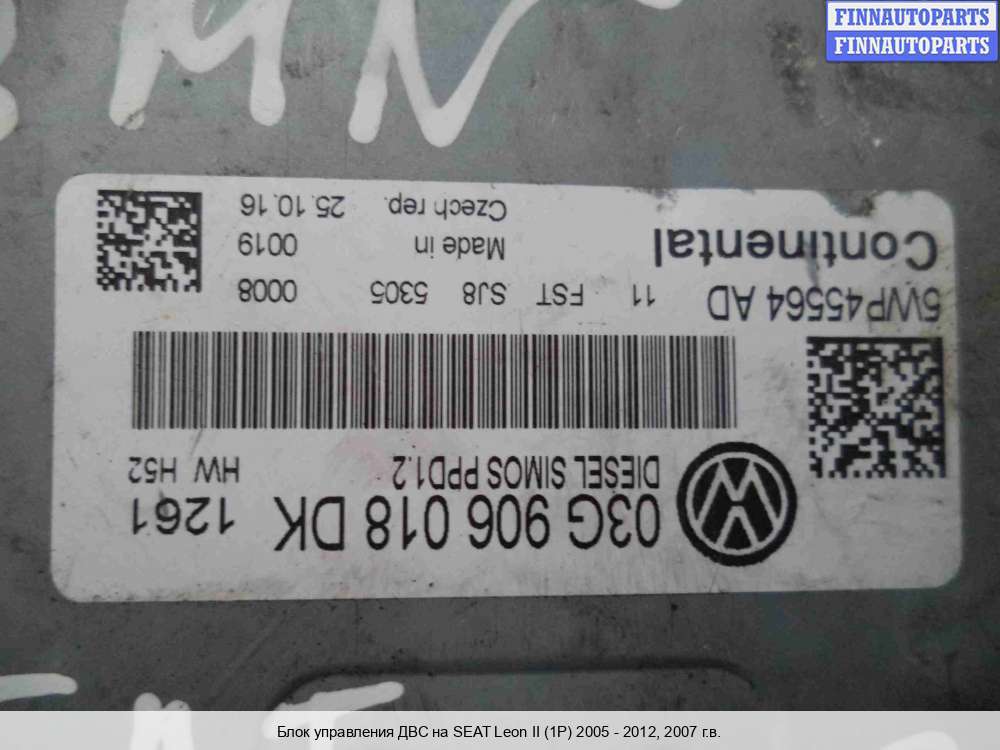 FINNAUTOPARTS
FINNAUTOPARTS
BMN
03G 906 018 DK 1261
DIESEL SIMOS PPD1.2 HW H52
5WP45564 AD 11 FST SJ8 5305 0008
Continental Made in 0019
Czech rep. 25.10.16
Блок управления ДВС на SEAT Leon II (1P) 2005 - 2012, 2007 г.в.